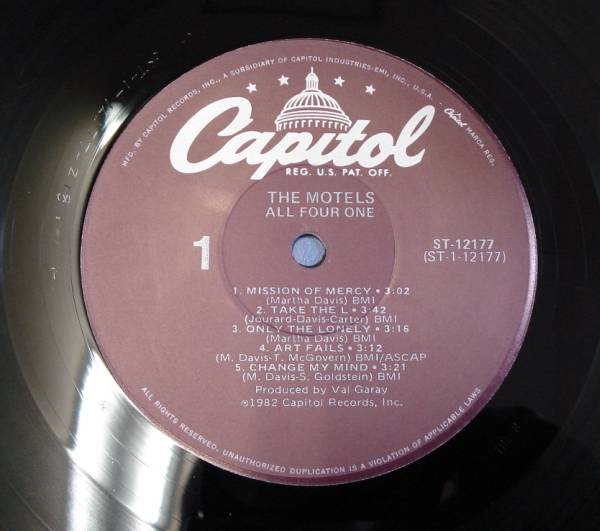 MFD. BY CAPITOL RECORDS, INC., A SUBSIDIARY OF CAPITOL INDUSTRIES-EMI, INC., U.S.A.
Capitol MARCA REG.
Capitol
REG. U.S. PAT. OFF.
THE MOTELS
ALL FOUR ONE
1
ST-12177
(ST-1-12177)
1. MISSION OF MERCY • 3:02
(Martha Davis) BMI
2. TAKE THE L • 3:42
(Jourard-Davis-Carter) BMI
3. ONLY THE LONELY • 3:16
(Martha Davis) BMI
4. ART FAILS • 3:12
(M. Davis-T. McGovern) BMI/ASCAP
5. CHANGE MY MIND • 3:21
(M. Davis-S. Goldstein) BMI
Produced by Val Garay
℗1982 Capitol Records, Inc.
ALL RIGHTS RESERVED. UNAUTHORIZED DUPLICATION IS A VIOLATION OF APPLICABLE LAWS